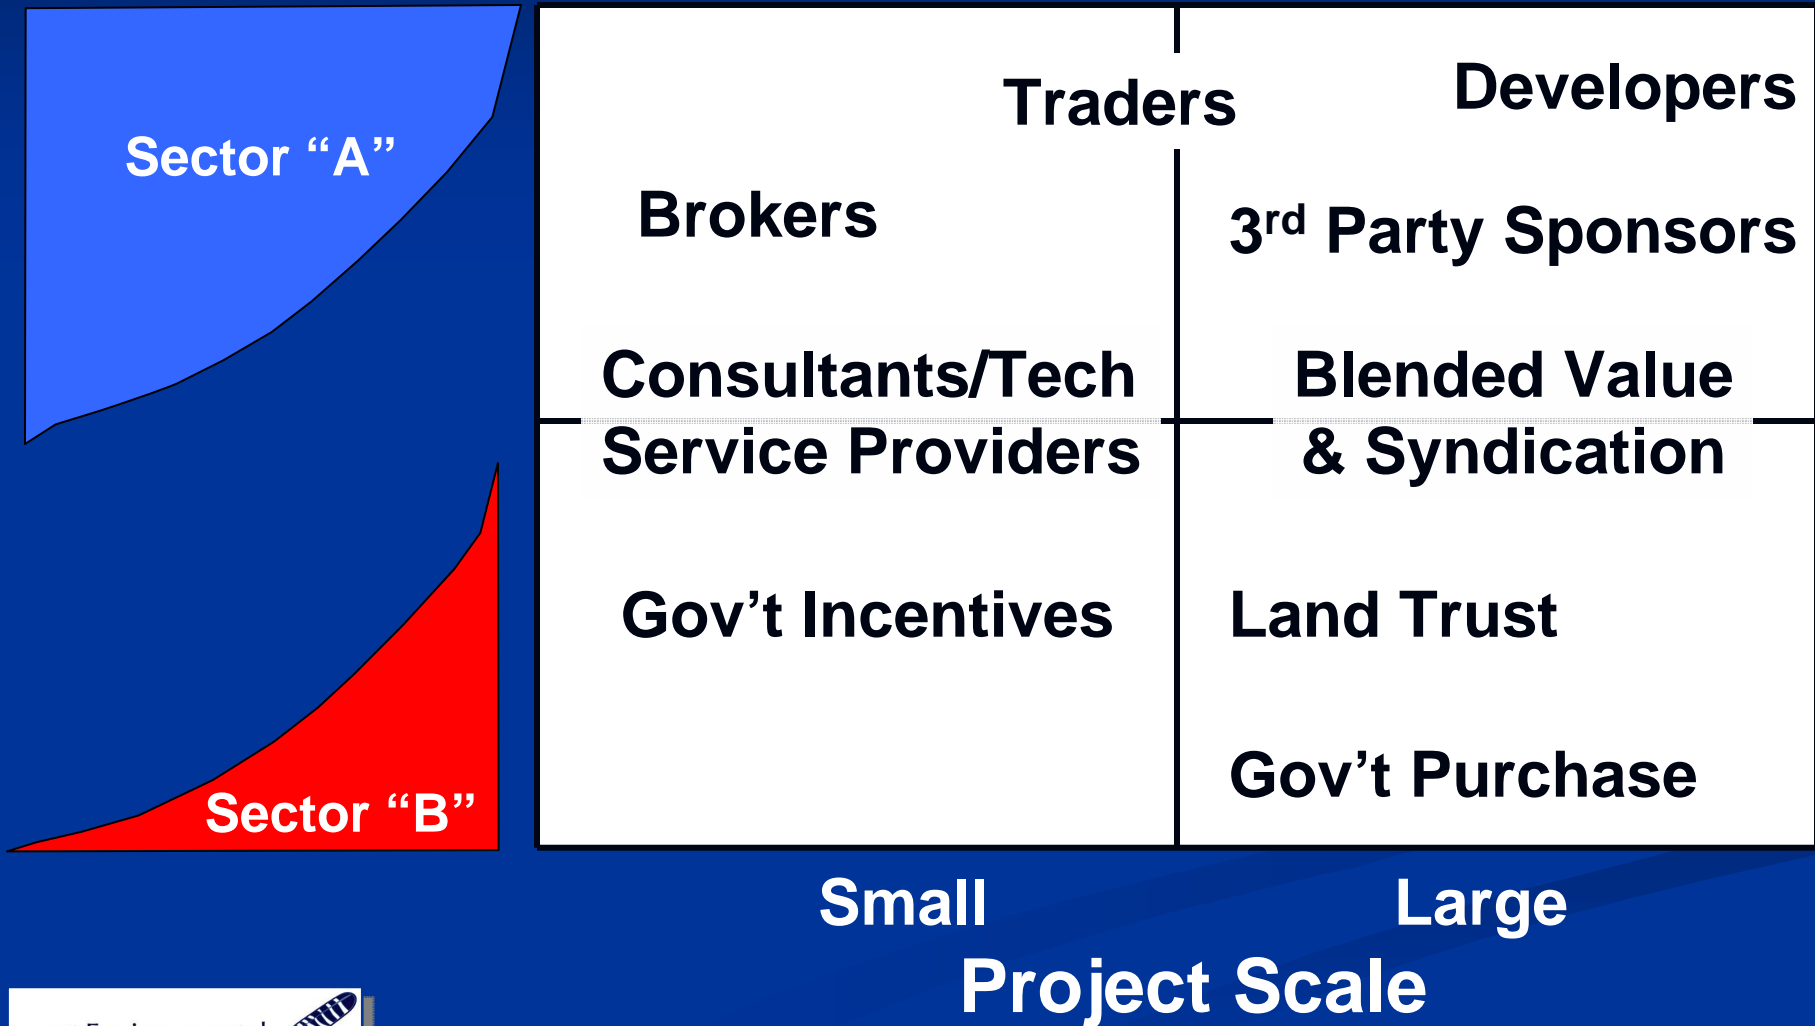 Sector “A”
Traders
Developers
Brokers
3rd Party Sponsors
Consultants/Tech
Service Providers
Blended Value
& Syndication
Gov’t Incentives
Land Trust
Gov’t Purchase
Sector “B”
Small
Large
Project Scale